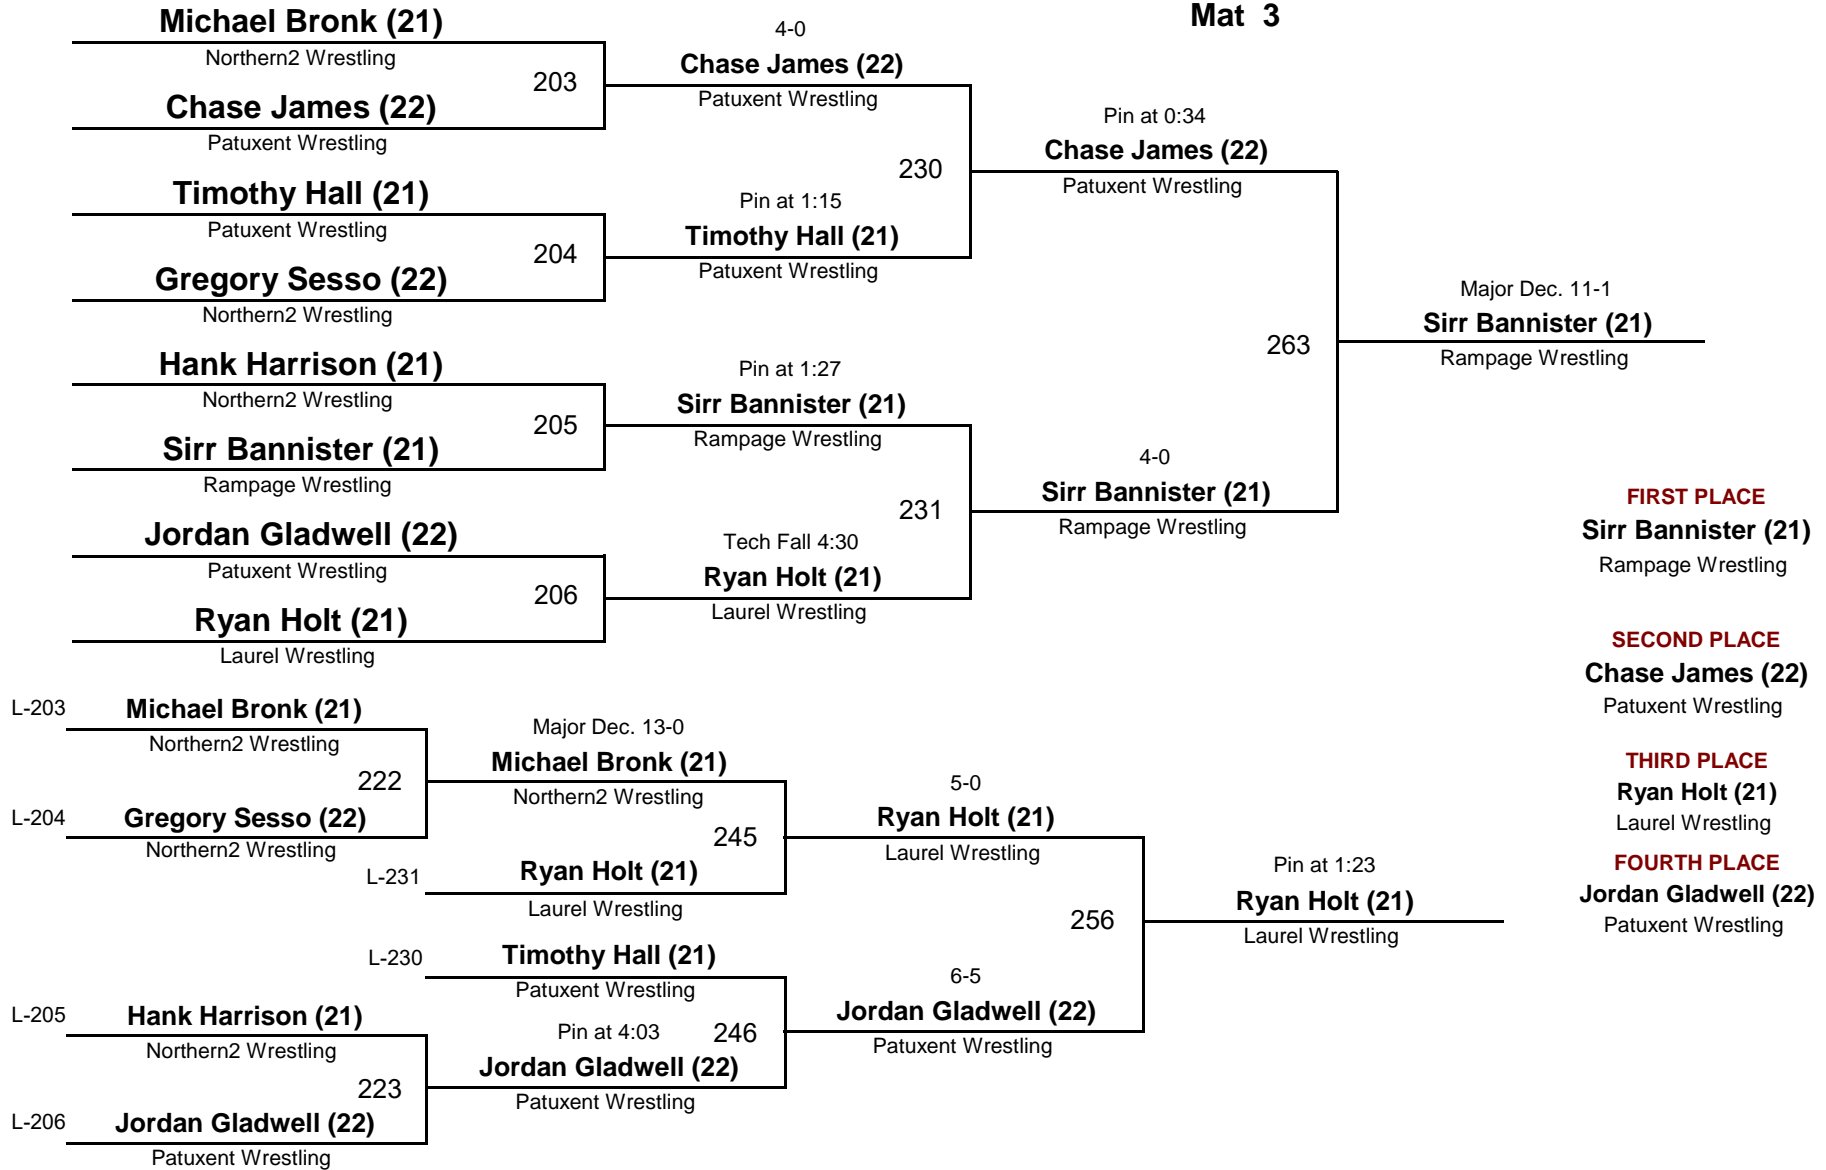 Mat 3
Michael Bronk (21)
Northern2 Wrestling
203
Chase James (22)
Patuxent Wrestling
Timothy Hall (21)
Patuxent Wrestling
204
Gregory Sesso (22)
Northern2 Wrestling
Hank Harrison (21)
Northern2 Wrestling
205
Sirr Bannister (21)
Rampage Wrestling
Jordan Gladwell (22)
Patuxent Wrestling
206
Ryan Holt (21)
Laurel Wrestling
4-0
Chase James (22)
Patuxent Wrestling
230
Pin at 1:15
Timothy Hall (21)
Patuxent Wrestling
Pin at 1:27
Sirr Bannister (21)
Rampage Wrestling
231
Tech Fall 4:30
Ryan Holt (21)
Laurel Wrestling
Pin at 0:34
Chase James (22)
Patuxent Wrestling
263
4-0
Sirr Bannister (21)
Rampage Wrestling
Major Dec. 11-1
Sirr Bannister (21)
Rampage Wrestling
FIRST PLACE
Sirr Bannister (21)
Rampage Wrestling
SECOND PLACE
Chase James (22)
Patuxent Wrestling
THIRD PLACE
Ryan Holt (21)
Laurel Wrestling
FOURTH PLACE
Jordan Gladwell (22)
Patuxent Wrestling
L-203
Michael Bronk (21)
Northern2 Wrestling
222
L-204
Gregory Sesso (22)
Northern2 Wrestling
Major Dec. 13-0
Michael Bronk (21)
Northern2 Wrestling
245
L-231
Ryan Holt (21)
Laurel Wrestling
L-230
Timothy Hall (21)
Patuxent Wrestling
L-205
Hank Harrison (21)
Northern2 Wrestling
223
L-206
Jordan Gladwell (22)
Patuxent Wrestling
Pin at 4:03
246
Jordan Gladwell (22)
Patuxent Wrestling
5-0
Ryan Holt (21)
Laurel Wrestling
256
6-5
Jordan Gladwell (22)
Patuxent Wrestling
Pin at 1:23
Ryan Holt (21)
Laurel Wrestling